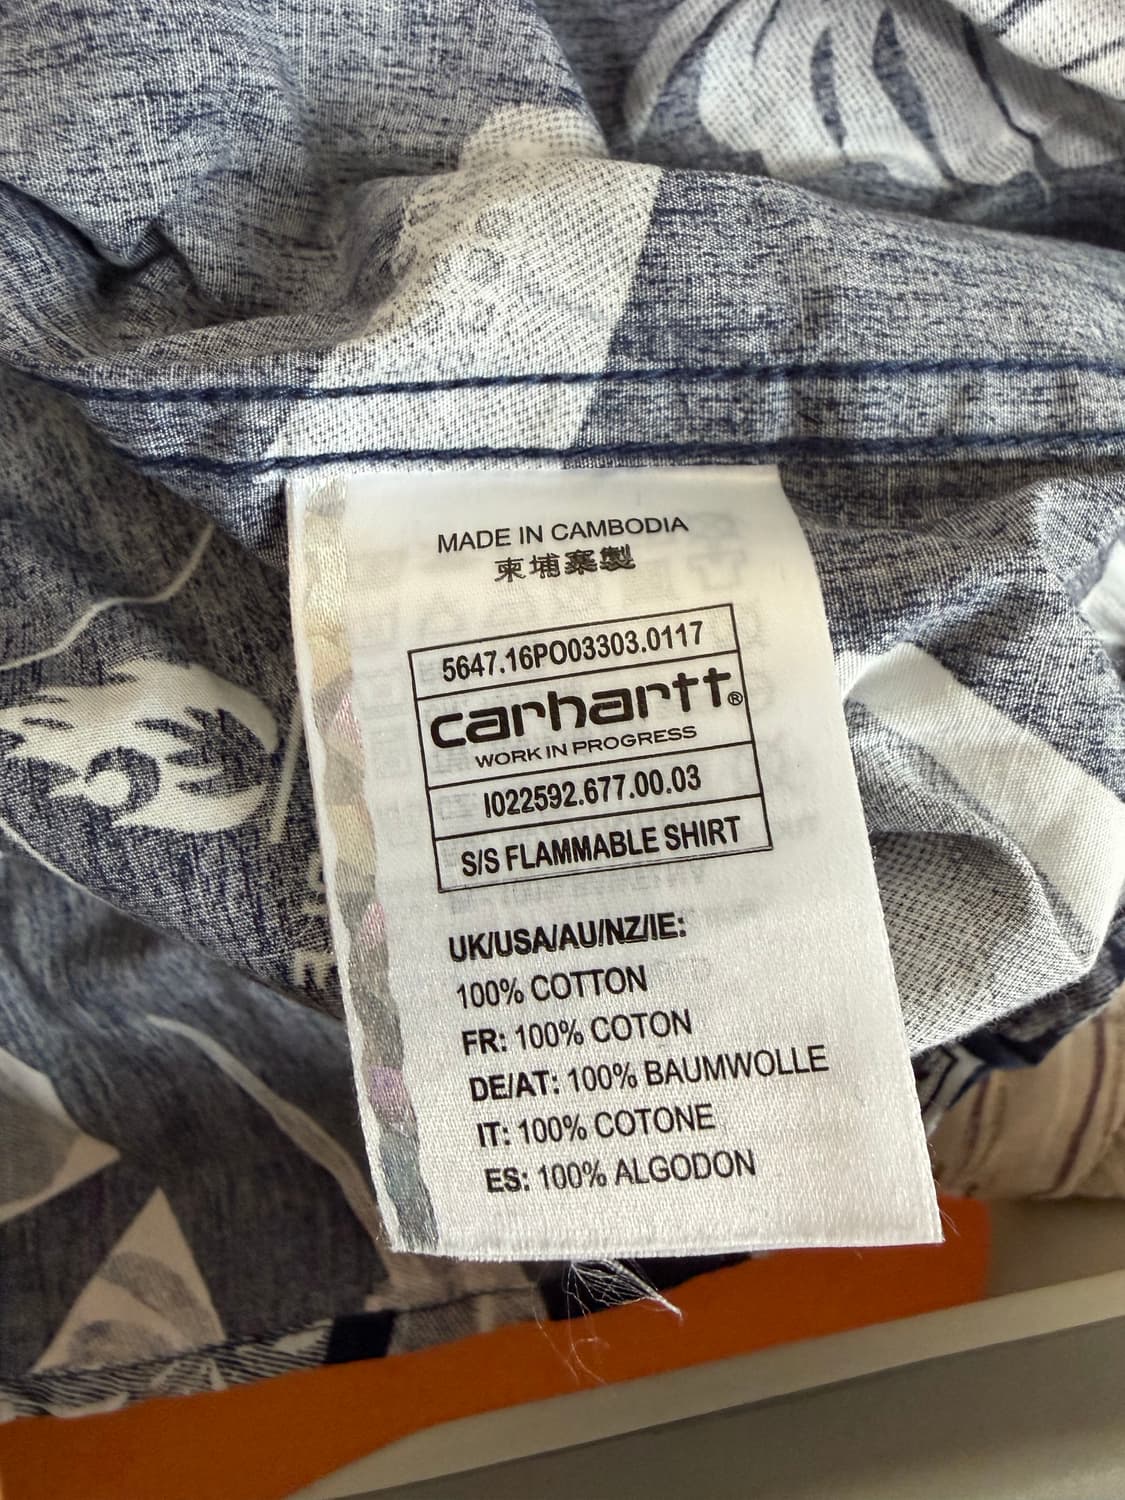 MADE IN CAMBODIA
柬埔寨製
5647.16PO03303.0117
carhartt®
WORK IN PROGRESS
I022592.677.00.03
S/S FLAMMABLE SHIRT
UK/USA/AU/NZ/IE:
100% COTTON
FR: 100% COTON
DE/AT: 100% BAUMWOLLE
IT: 100% COTONE
ES: 100% ALGODON